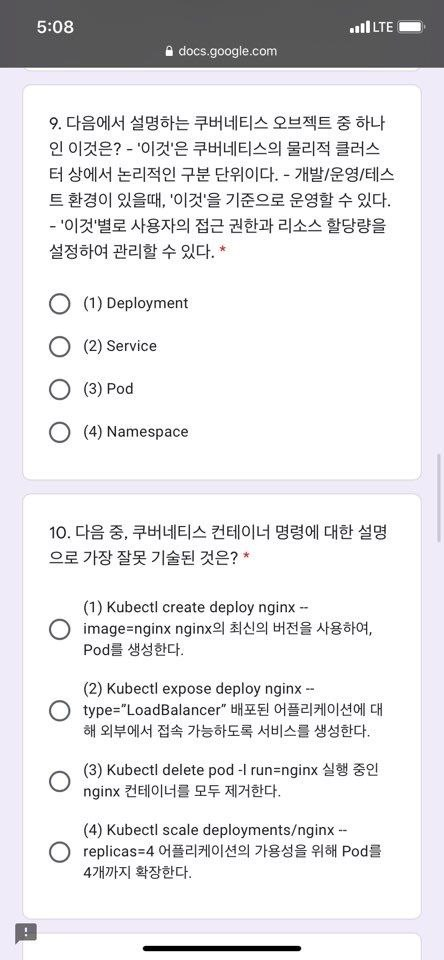 5:08
LTE
docs.google.com
9. 다음에서 설명하는 쿠버네티스 오브젝트 중 하나
인 이것은? - '이것'은 쿠버네티스의 물리적 클러스
터 상에서 논리적인 구분 단위이다. - 개발/운영/테스
트 환경이 있을때, '이것'을 기준으로 운영할 수 있다.
- '이것'별로 사용자의 접근 권한과 리소스 할당량을
설정하여 관리할 수 있다. *
(1) Deployment
(2) Service
(3) Pod
(4) Namespace
10. 다음 중, 쿠버네티스 컨테이너 명령에 대한 설명
으로 가장 잘못 기술된 것은? *
(1) Kubectl create deploy nginx --
image=nginx nginx의 최신의 버전을 사용하여,
Pod를 생성한다.
(2) Kubectl expose deploy nginx --
type=”LoadBalancer” 배포된 어플리케이션에 대
해 외부에서 접속 가능하도록 서비스를 생성한다.
(3) Kubectl delete pod -l run=nginx 실행 중인
nginx 컨테이너를 모두 제거한다.
(4) Kubectl scale deployments/nginx --
replicas=4 어플리케이션의 가용성을 위해 Pod를
4개까지 확장한다.